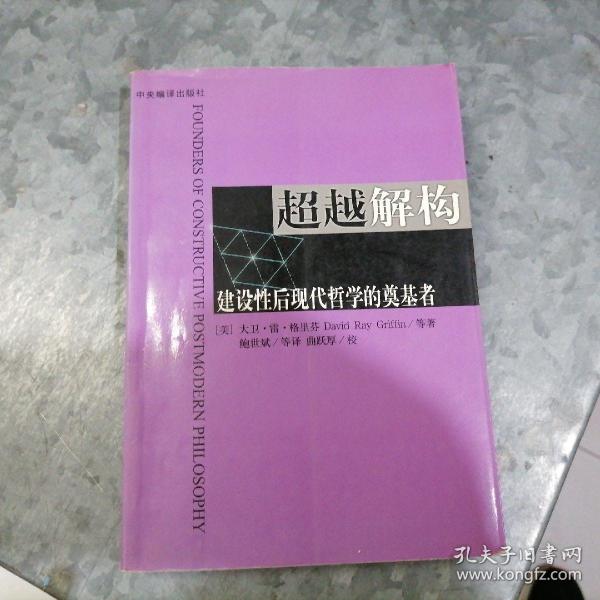 中央编译出版社
FOUNDERS OF CONSTRUCTIVE POSTMODERN PHILOSOPHY
超越解构
建设性后现代哲学的奠基者
[美] 大卫·雷·格里芬 David Ray Griffin/等著
鲍世斌/等译 曲跃厚/校
孔夫子旧书网
www.kongfz.com